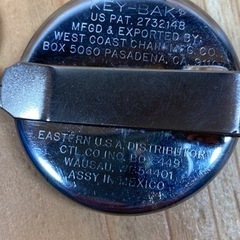 KEY-BAK
US PAT. 2732148
MFGD & EXPORTED BY:
WEST COAST CHAIN MFG CO.
BOX 5060, PASADENA, CA.
EASTERN U.S.A. DISTRIBUTOR
CTL CO INC. BOX 449
WAUSAU, 54401
ASSY IN MEXICO